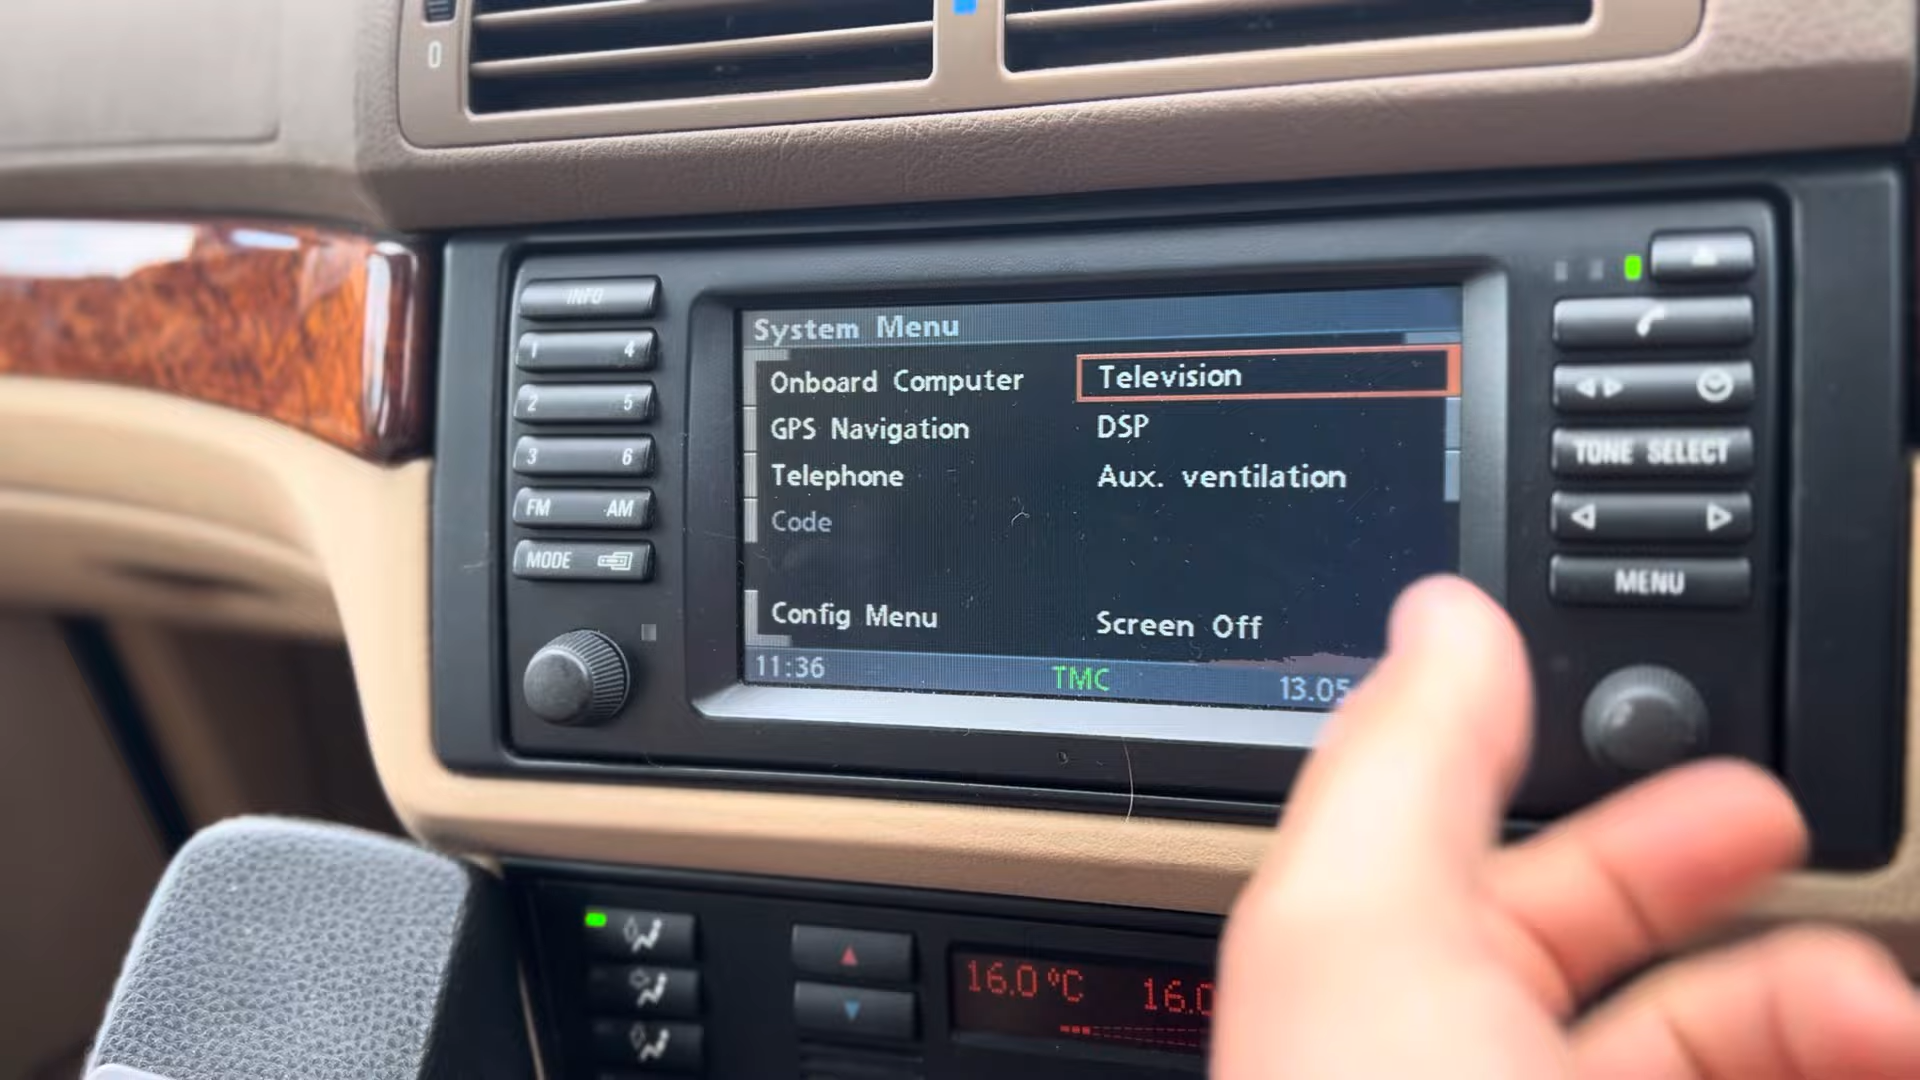 0
INFO
1 4
2 5
3 6
FM AM
MODE
System Menu
Onboard Computer
Television
GPS Navigation
DSP
Telephone
Aux. ventilation
Code
Config Menu
Screen Off
11:36
TMC
13.05
TONE SELECT
MENU
16.0°C
16.0